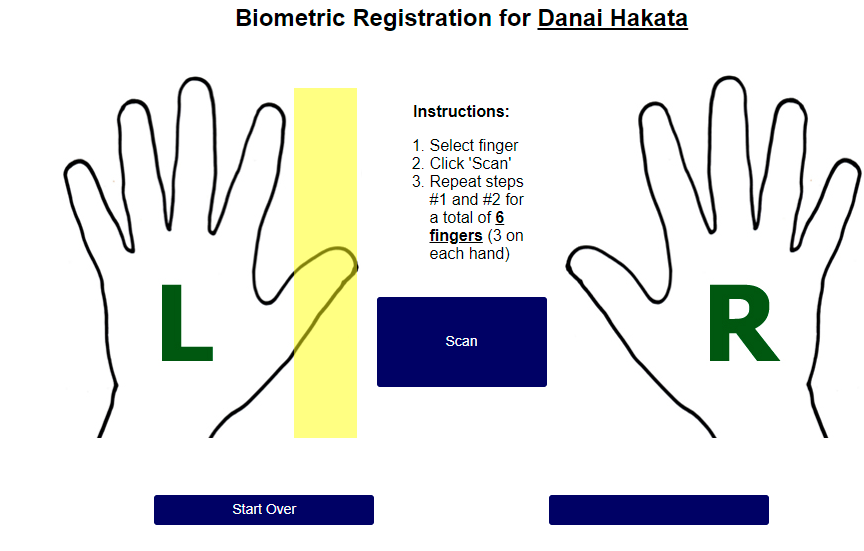 Biometric Registration for Danai Hakata
Instructions:
1. Select finger
2. Click 'Scan'
3. Repeat steps
#1 and #2 for
a total of 6
fingers (3 on
each hand)
L
Scan
R
Start Over